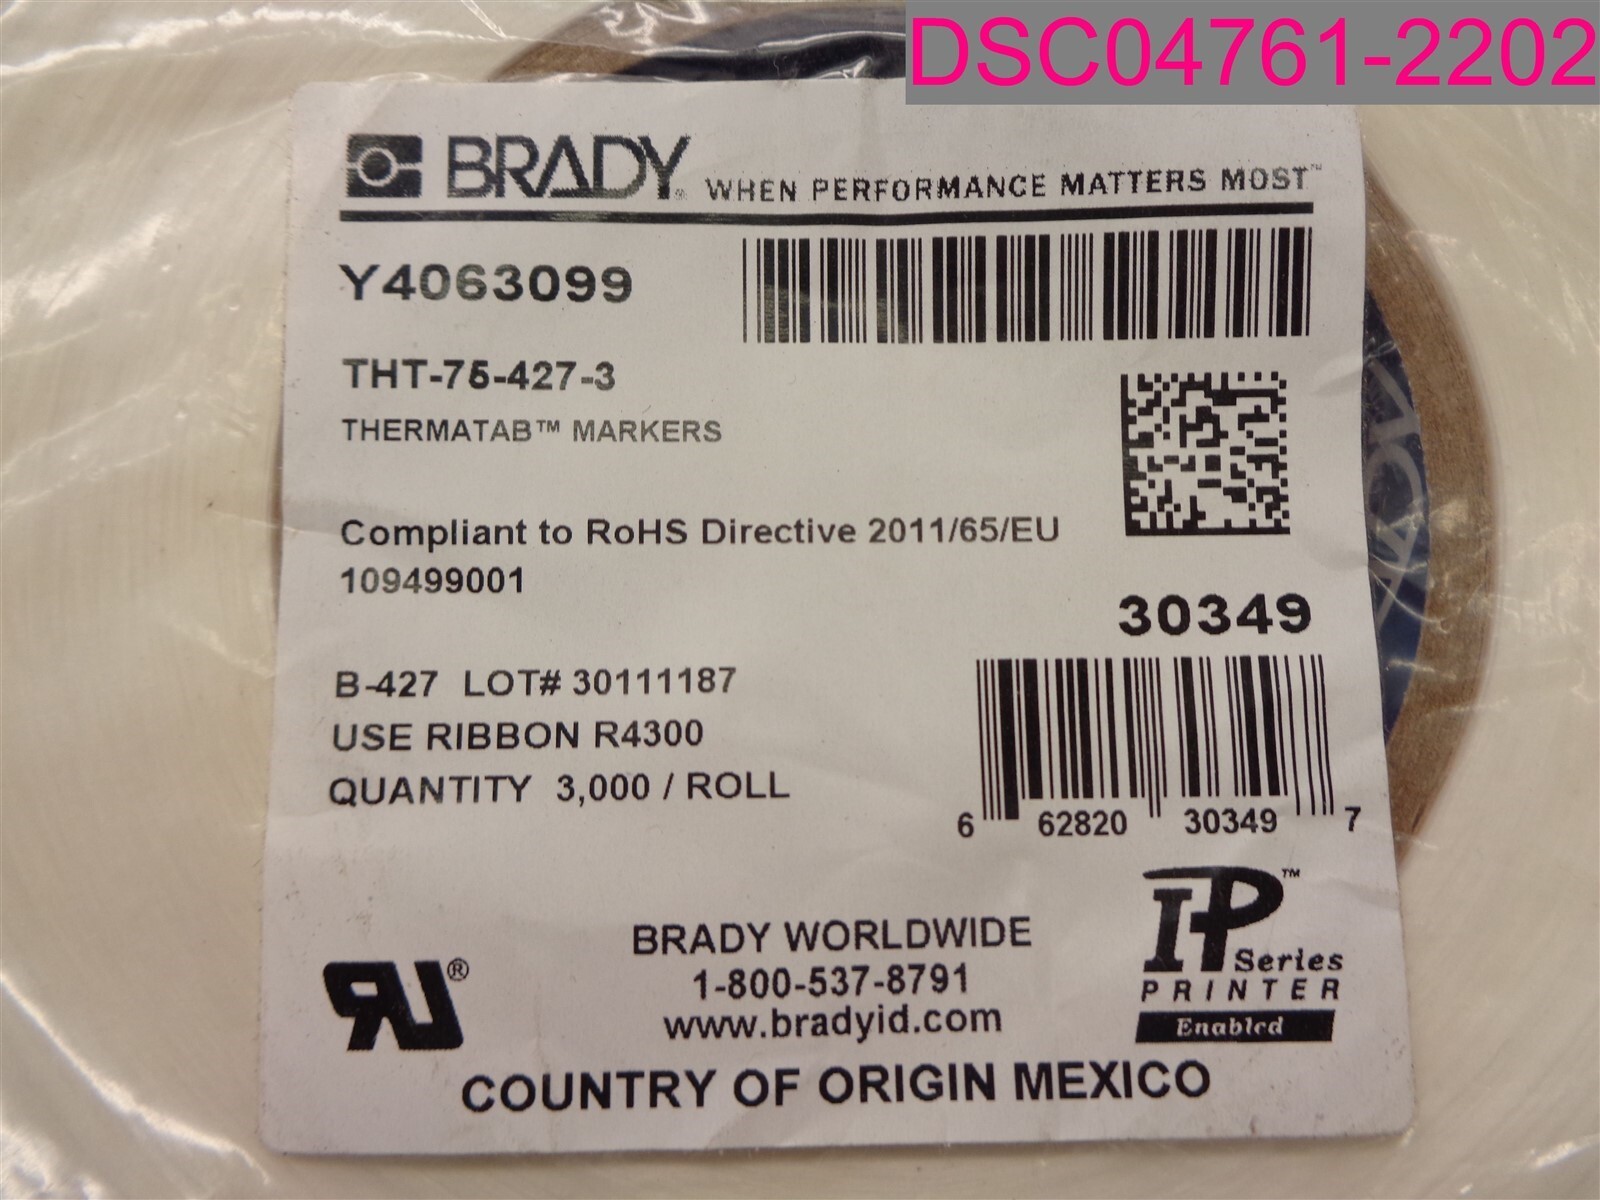 DSC04761-2202
BRADY® WHEN PERFORMANCE MATTERS MOST™
Y4063099
THT-75-427-3
THERMATAB™ MARKERS
Compliant to RoHS Directive 2011/65/EU
109499001
30349
B-427 LOT# 30111187
USE RIBBON R4300
QUANTITY 3,000 / ROLL
6 62820 30349 7
IP™
Series
PRINTER
Enabled
RU®
BRADY WORLDWIDE
1-800-537-8791
www.bradyid.com
COUNTRY OF ORIGIN MEXICO